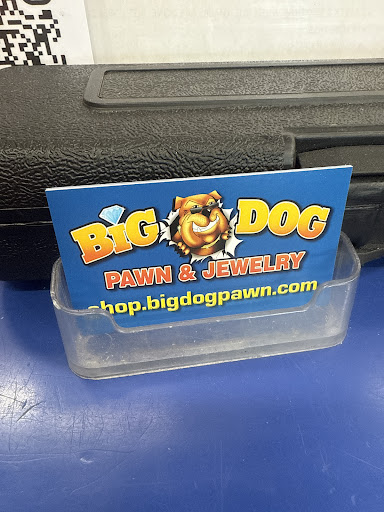 BIG DOG
PAWN & JEWELRY
shop.bigdogpawn.com